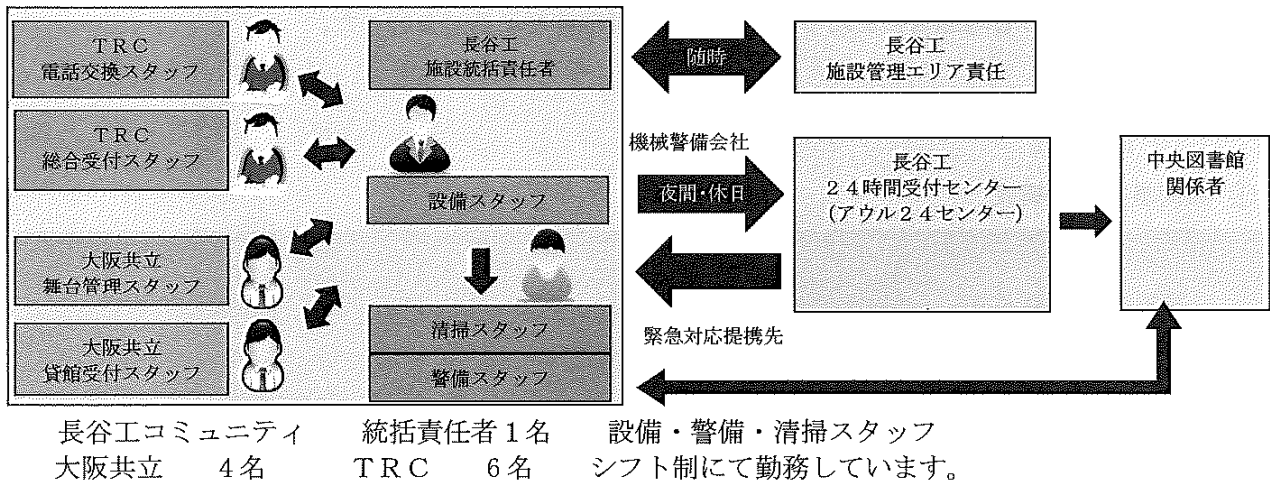 TRC
電話交換スタッフ
TRC
総合受付スタッフ
大阪共立
舞台管理スタッフ
大阪共立
貸館受付スタッフ
長谷工
施設統括責任者
設備スタッフ
清掃スタッフ
警備スタッフ
随時
長谷工
施設管理エリア責任
機械警備会社
夜間・休日
長谷工
24時間受付センター
(アウル24センター)
緊急対応提携先
中央図書館
関係者
長谷工コミュニティ 統括責任者1名 設備・警備・清掃スタッフ
大阪共立 4名 TRC 6名 シフト制にて勤務しています。